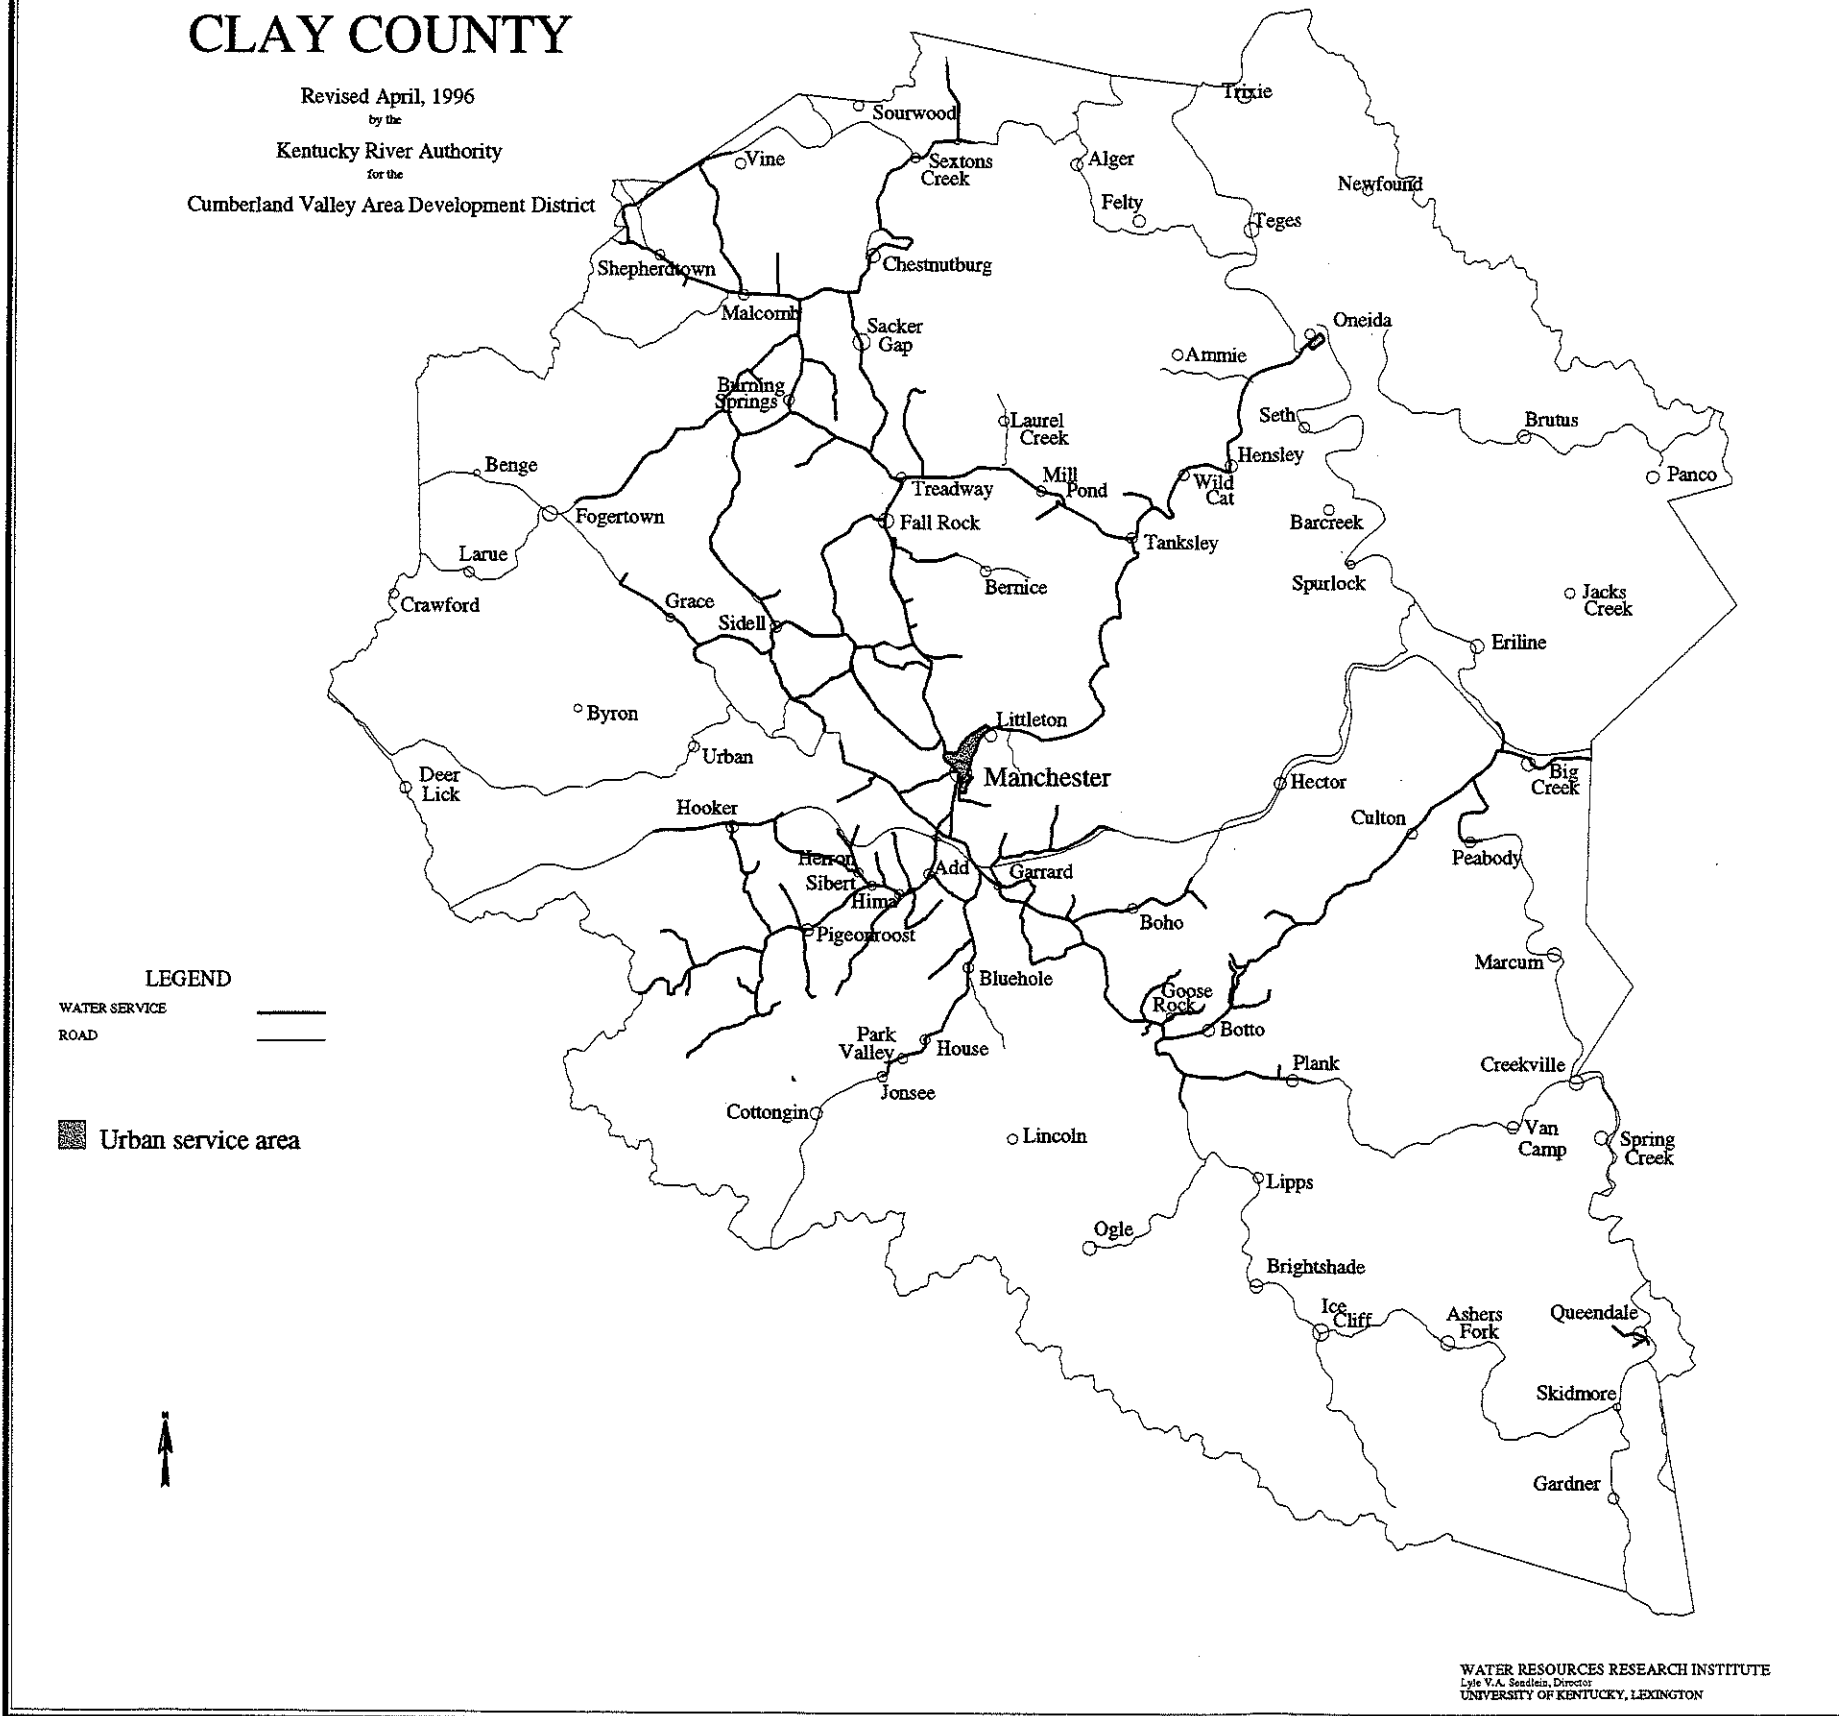 CLAY COUNTY
Revised April, 1996
by the
Kentucky River Authority
for the
Cumberland Valley Area Development District
Trixie
Sourwood
Vine
Sextons
Creek
Alger
Newfound
Felty
Teges
Shepherdtown
Chestnutburg
Malcomb
Sacker
Gap
Oneida
Ammie
Burning
Springs
Laurel
Creek
Seth
Brutus
Benge
Hensley
Mill
Pond
Wild
Cat
Panco
Treadway
Fogertown
Fall Rock
Barcreek
Tanksley
Larue
Bernice
Spurlock
Jacks
Creek
Crawford
Grace
Sidell
Eriline
Byron
Littleton
Urban
Manchester
Deer
Lick
Hector
Big
Creek
Hooker
Culton
Herron
Add
Garrard
Peabody
Sibert
Hima
Boho
Pigeonroost
LEGEND
Marcum
Bluehole
Goose
Rock
WATER SERVICE
Botto
ROAD
Park
Valley
House
Plank
Creekville
Jonsee
Cottongin
Lincoln
Van
Camp
Spring
Creek
Urban service area
Lipps
Ogle
Brightshade
Ice
Cliff
Ashers
Fork
Queendale
Skidmore
N
Gardner
WATER RESOURCES RESEARCH INSTITUTE
Lyle V.A. Sendlein, Director
UNIVERSITY OF KENTUCKY, LEXINGTON